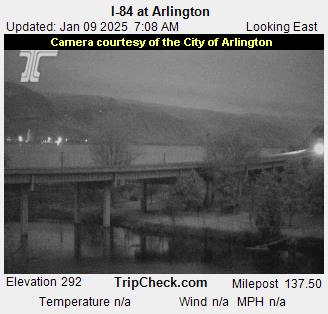 I-84 at Arlington
Updated: Jan 09 2025 7:08 AM Looking East
Camera courtesy of the City of Arlington
Elevation 292 TripCheck.com Milepost 137.50
Temperature n/a Wind n/a MPH n/a